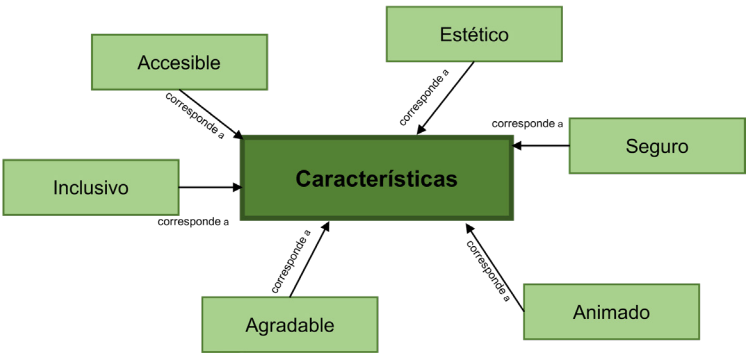 Estético
Accesible
corresponde a
corresponde a
corresponde a
Seguro
Características
Inclusivo
corresponde a
corresponde a
corresponde a
Agradable
Animado